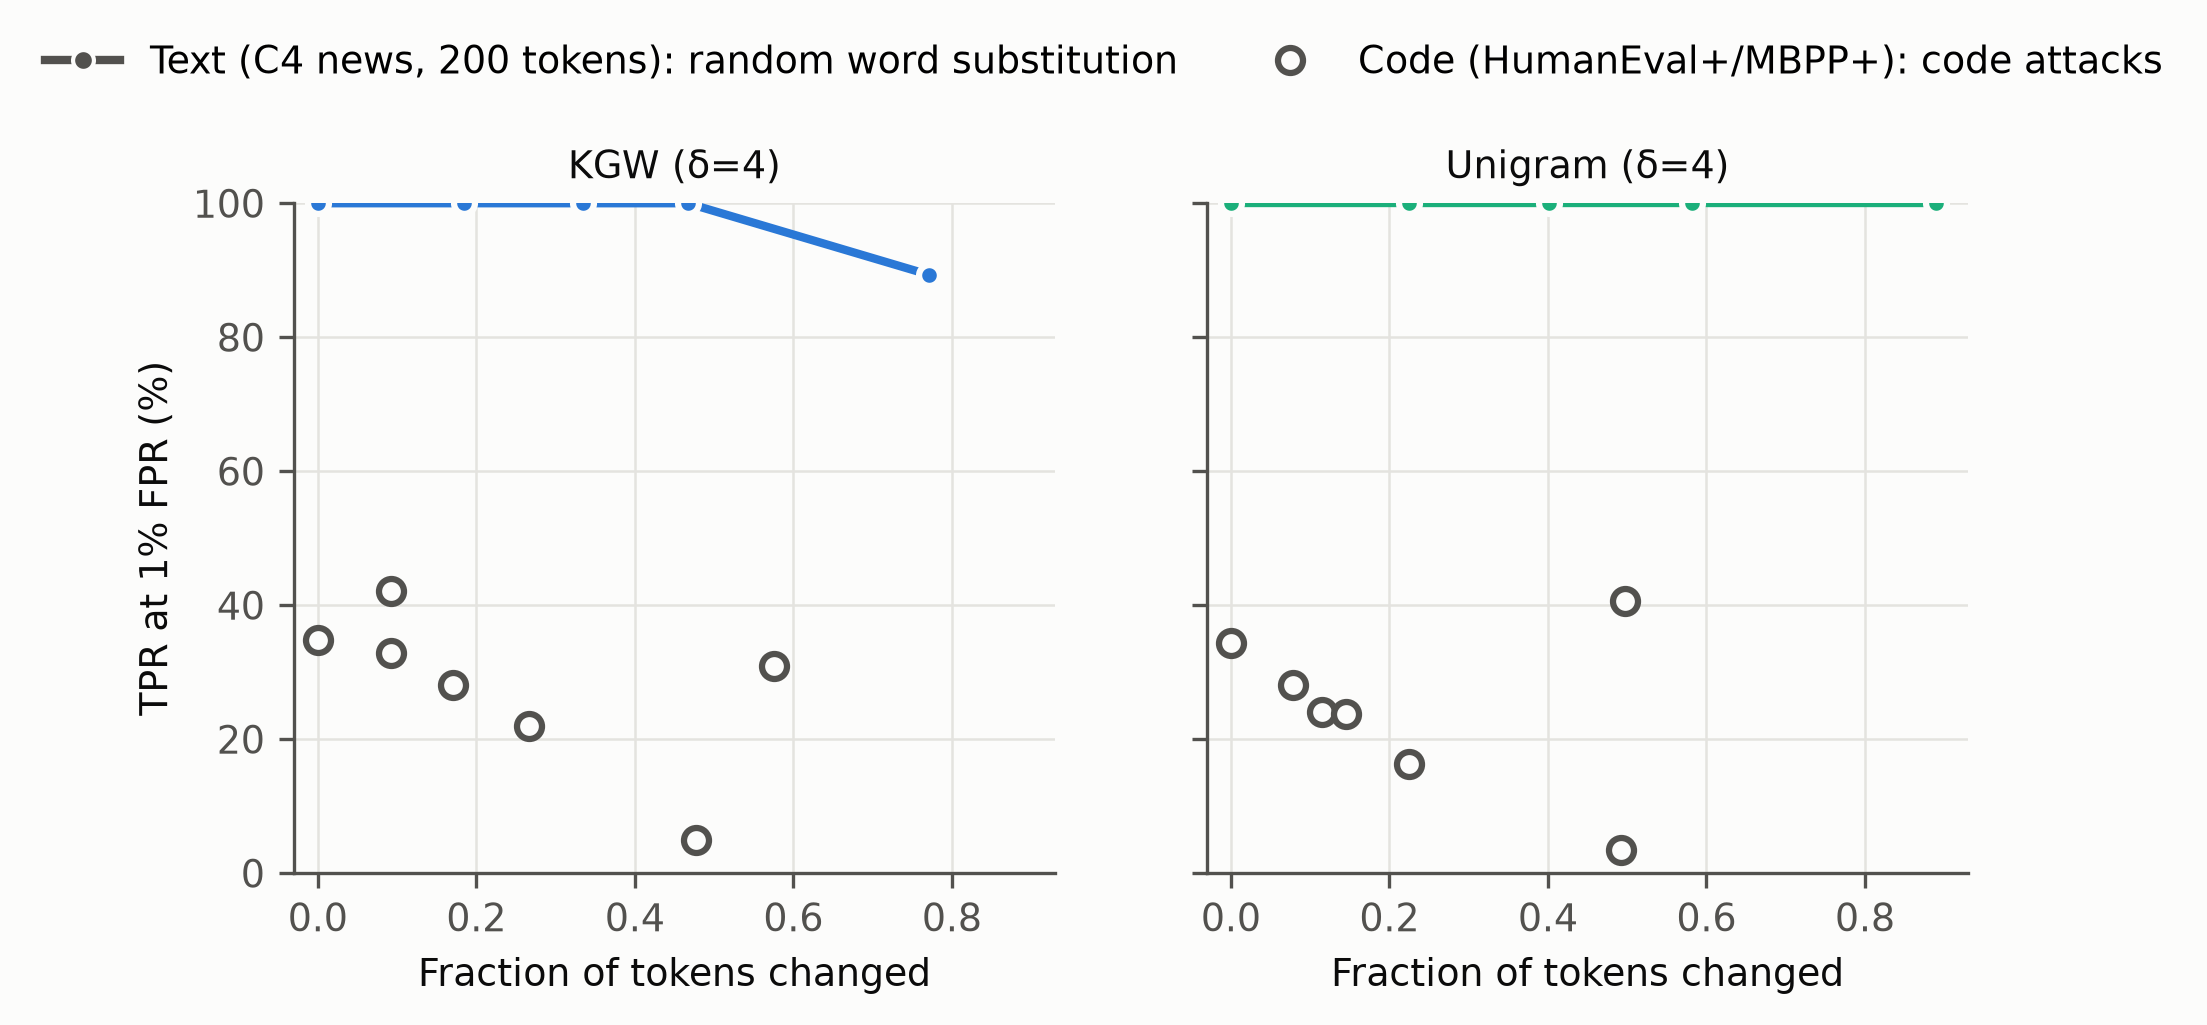 Text (C4 news, 200 tokens): random word substitution
Code (HumanEval+/MBPP+): code attacks
KGW (δ=4)
Unigram (δ=4)
TPR at 1% FPR (%)
100
80
60
40
20
0
0.0 0.2 0.4 0.6 0.8
0.0 0.2 0.4 0.6 0.8
Fraction of tokens changed
Fraction of tokens changed